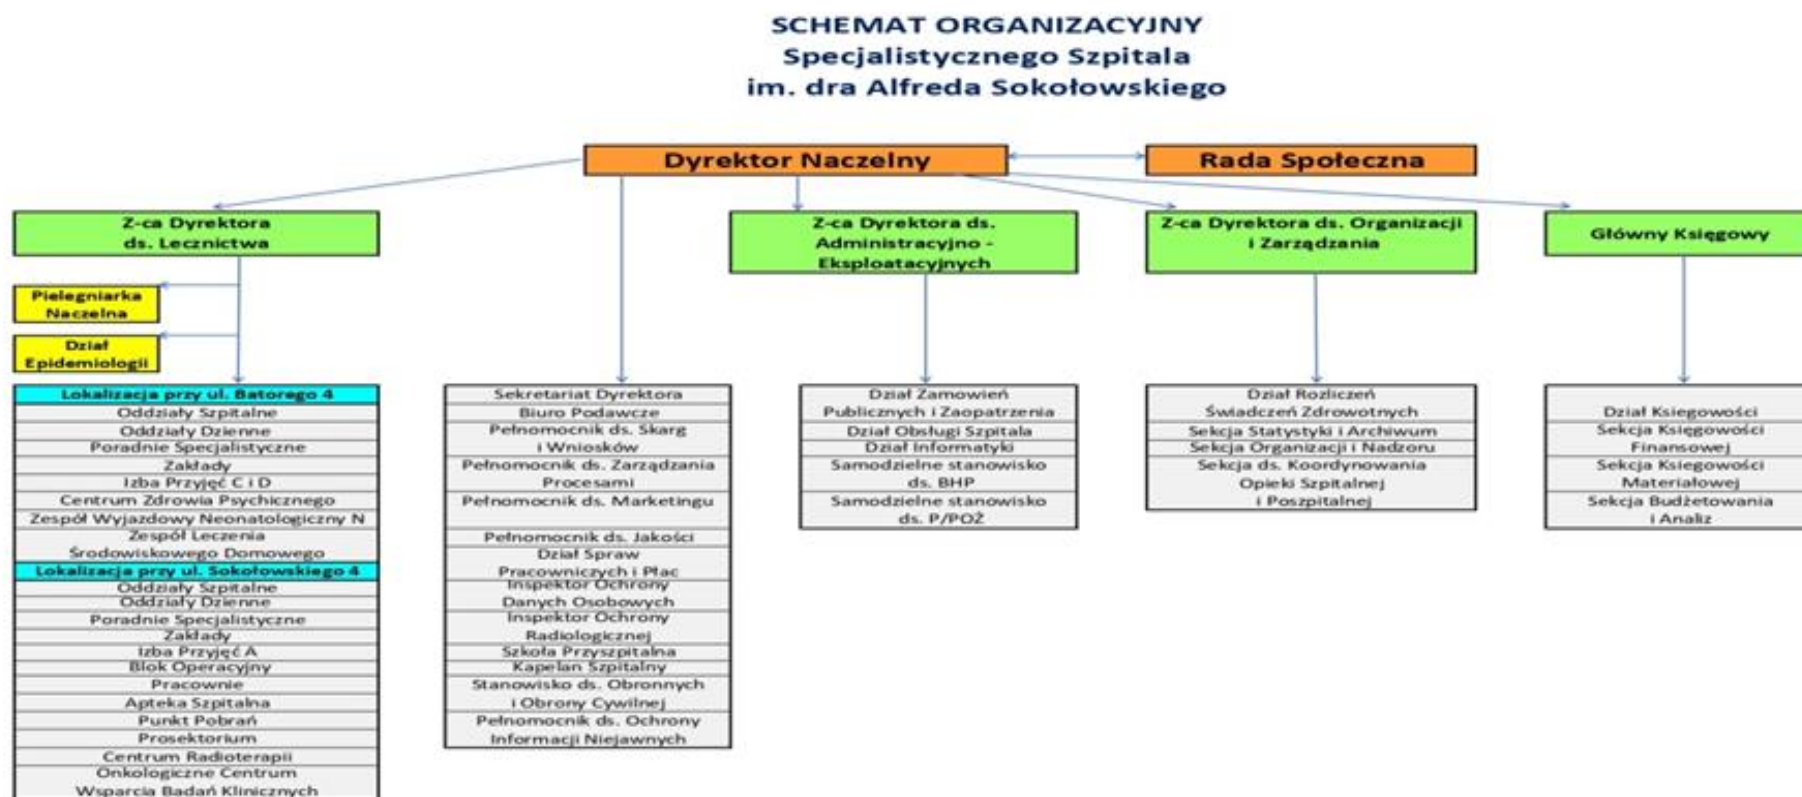 SCHEMAT ORGANIZACYJNY
Specjalistycznego Szpitala
im. dra Alfreda Sokołowskiego
Dyrektor Naczelny
Rada Społeczna
Z-ca Dyrektora
ds. Lecznictwa
Z-ca Dyrektora ds.
Administracyjno -
Eksploatacyjnych
Z-ca Dyrektora ds. Organizacji
i Zarządzania
Główny Księgowy
Pielegniarka
Naczelna
Dział
Epidemiologii
Lokalizacja przy ul. Batorego 4
Oddziały Szpitalne
Oddziały Dzienne
Poradnie Specjalistyczne
Zakłady
Izba Przyjęć C i D
Centrum Zdrowia Psychicznego
Zespół Wyjazdowy Neonatologiczny N
Zespół Leczenia
Środowiskowego Domowego
Lokalizacja przy ul. Sokołowskiego 4
Oddziały Szpitalne
Oddziały Dzienne
Poradnie Specjalistyczne
Zakłady
Izba Przyjęć A
Blok Operacyjny
Pracownie
Apteka Szpitalna
Punkt Pobrań
Prosektorium
Centrum Radioterapii
Onkologiczne Centrum
Wsparcia Badań Klinicznych
Sekretariat Dyrektora
Biuro Podawcze
Pełnomocnik ds. Skarg
i Wniosków
Pełnomocnik ds. Zarządzania
Procesami
Pełnomocnik ds. Marketingu
Pełnomocnik ds. Jakości
Dział Spraw
Pracowniczych i Płac
Inspektor Ochrony
Danych Osobowych
Inspektor Ochrony
Radiologicznej
Szkoła Przyszpitalna
Kapelan Szpitalny
Stanowisko ds. Obronnych
i Obrony Cywilnej
Pełnomocnik ds. Ochrony
Informacji Niejawnych
Dział Zamowień
Publicznych i Zaopatrzenia
Dział Obsługi Szpitala
Dział Informatyki
Samodzielne stanowisko
ds. BHP
Samodzielne stanowisko
ds. P/POŻ
Dział Rozliczeń
Świadczeń Zdrowotnych
Sekcja Statystyki i Archiwum
Sekcja Organizacji i Nadzoru
Sekcja ds. Koordynowania
Opieki Szpitalnej
i Poszpitalnej
Dział Ksiegowości
Sekcja Księgowości
Finansowej
Sekcja Ksiegowości
Materiałowej
Sekcja Budżetowania
i Analiz